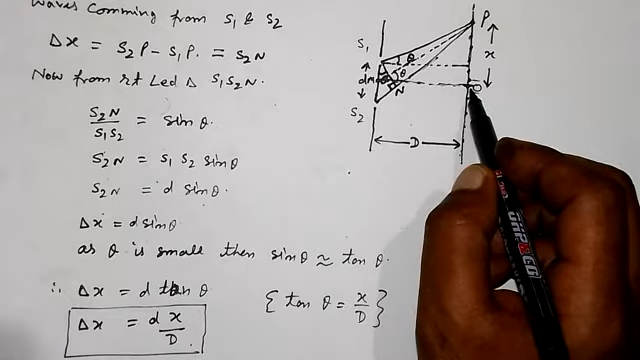 Waves Comming from S₁ & S₂
Δx = S₂P - S₁P. = S₂N
Now from rt Led Δ S₁S₂N.
S₂N / S₁S₂ = sin θ.
S₂N = S₁ S₂ sin θ
S₂N = d sin θ.
Δx = d sin θ
as θ is small then sin θ ≈ tan θ.
∴ Δx = d tan θ
{ tan θ = x/D }
Δx = d x/D.
P
S₁
θ
x
d
M
θ
N
O
S₂
D